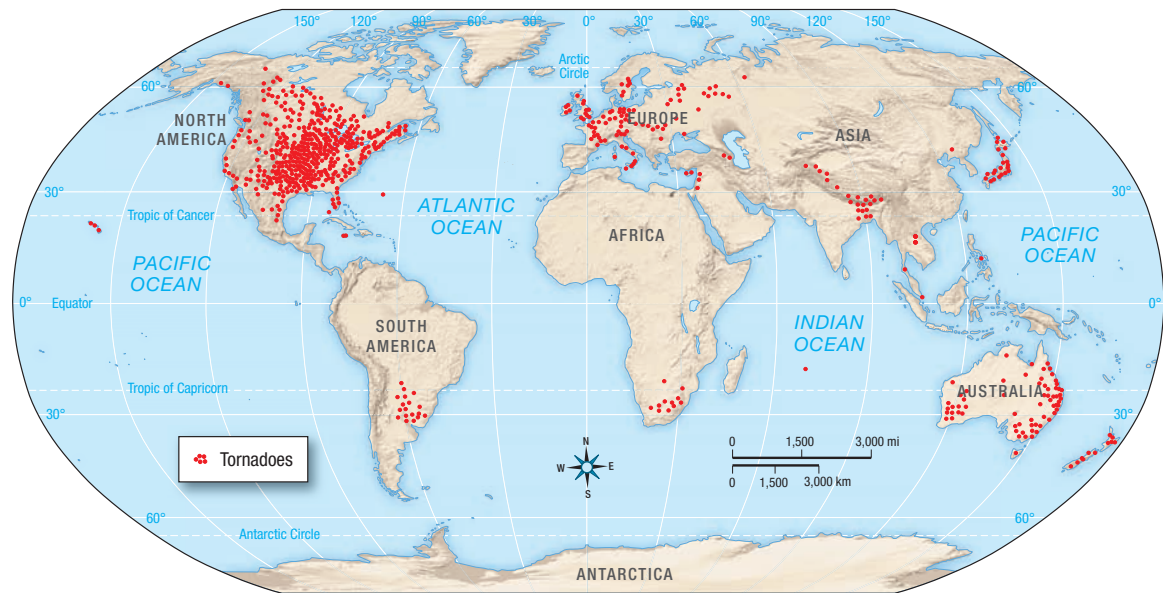 150° 120° 90° 60° 30° 0° 30° 60° 90° 120° 150°
Arctic
Circle
60° 60°
NORTH
AMERICA
EUROPE
ASIA
30° 30°
ATLANTIC
OCEAN
Tropic of Cancer
AFRICA
PACIFIC
OCEAN
PACIFIC
OCEAN
0° Equator 0°
SOUTH
AMERICA
INDIAN
OCEAN
Tropic of Capricorn
AUSTRALIA
30° 30°
Tornadoes
N
W E
S
0 1,500 3,000 mi
0 1,500 3,000 km
60° 60°
Antarctic Circle
ANTARCTICA